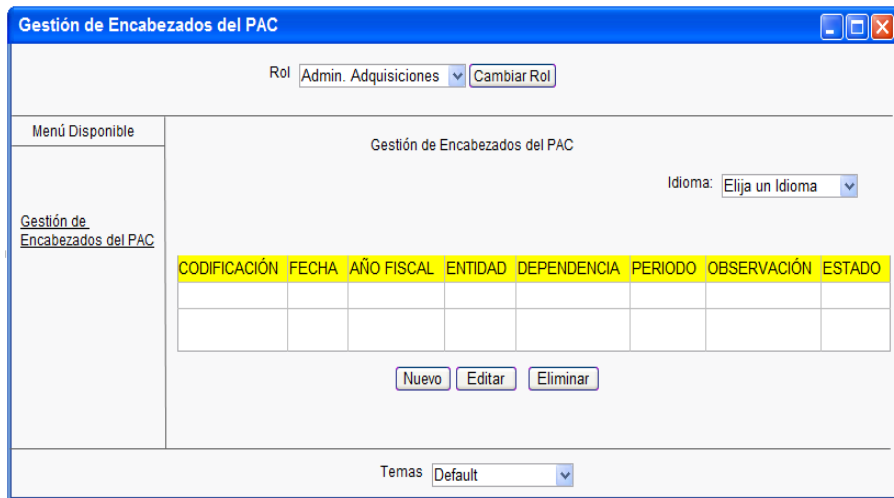 Gestión de Encabezados del PAC
Rol Admin. Adquisiciones Cambiar Rol
Menú Disponible
Gestión de Encabezados del PAC
Idioma: Elija un Idioma
Gestión de
Encabezados del PAC
CODIFICACIÓN FECHA AÑO FISCAL ENTIDAD DEPENDENCIA PERIODO OBSERVACIÓN ESTADO
Nuevo Editar Eliminar
Temas Default